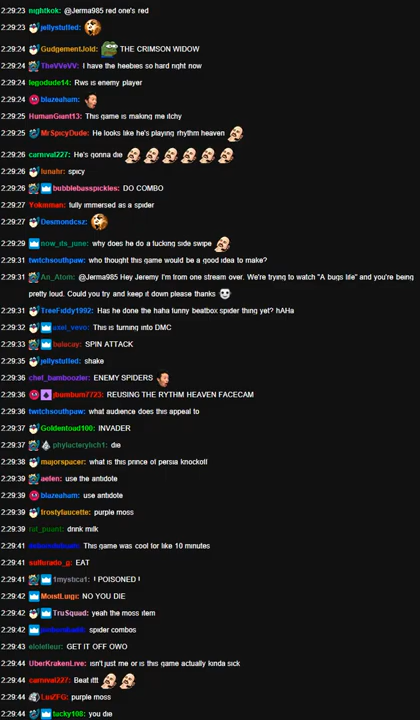 2:29:23 nightkok: @Jerma985 red one's red
2:29:23 jellystufed:
2:29:24 GudgementJold: THE CRIMSON WIDOW
2:29:24 TheVVeVV: I have the heebies so hard right now
2:29:24 legodude14: Rws is enemy player
2:29:24 blazeaham:
2:29:25 HumanGiant13: This game is making me itchy
2:29:25 MrSpicyDude: He looks like he's playing rhythm heaven
2:29:26 carnival227: He's gonna die
2:29:26 lunahr: spicy
2:29:26 bubblebasspickles: DO COMBO
2:29:27 Yokmman: fully immersed as a spider
2:29:27 Desmondcsz:
2:29:29 now_its_june: why does he do a fucking side swipe
2:29:31 twitchsouthpaw: who thought this game would be a good idea to make?
2:29:31 An_Atom: @Jerma985 Hey Jeremy I'm from one stream over. We're trying to watch "A bugs life" and you're being
pretty loud. Could you try and keep it down please thanks
2:29:31 TreeFiddy1992: Has he done the haha funny beatbox spider thing yet? hAHa
2:29:32 This is turning into DMC
2:29:33 SPIN ATTACK
2:29:35 jellystufed: shake
2:29:36 chef_bamboozler: ENEMY SPIDERS
2:29:36 jbumbum7723: REUSING THE RYTHM HEAVEN FACECAM
2:29:36 twitchsouthpaw: what audience does this appeal to
2:29:37 Goldentoad100: INVADER
2:29:37 phylacterylich1: die
2:29:38 majorspacer: what is this prince of persia knockoff
2:29:39 aefen: use the antidote
2:29:39 blazeaham: use antidote
2:29:39 frostyfaucette: purple moss
2:29:39 drink milk
2:29:41 This game was cool for like 10 minutes
2:29:41 sulfurado_g: EAT
2:29:41 1mystica1: ! POISONED !
2:29:42 MoistLuigi: NO YOU DIE
2:29:42 TruSquad: yeah the moss item
2:29:42 spider combos
2:29:43 elolefleur: GET IT OFF OWO
2:29:44 UberKrakenLive: isn't just me or is this game actually kinda sick
2:29:44 carnival227: Beat ittt
2:29:44 LuiZFG: purple moss
2:29:44 lucky108: you die